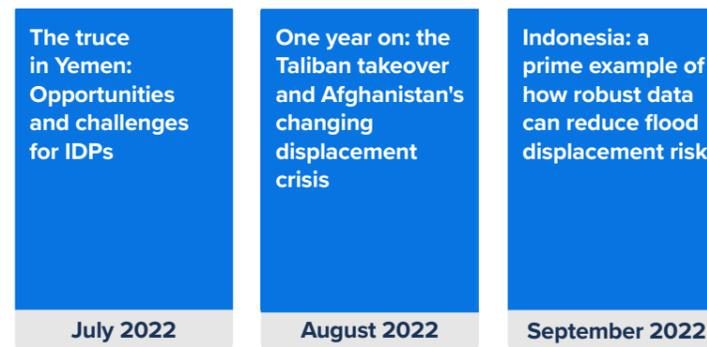 The truce
in Yemen:
Opportunities
and challenges
for IDPs
July 2022
One year on: the
Taliban takeover
and Afghanistan's
changing
displacement
crisis
August 2022
Indonesia: a
prime example of
how robust data
can reduce flood
displacement risk
September 2022